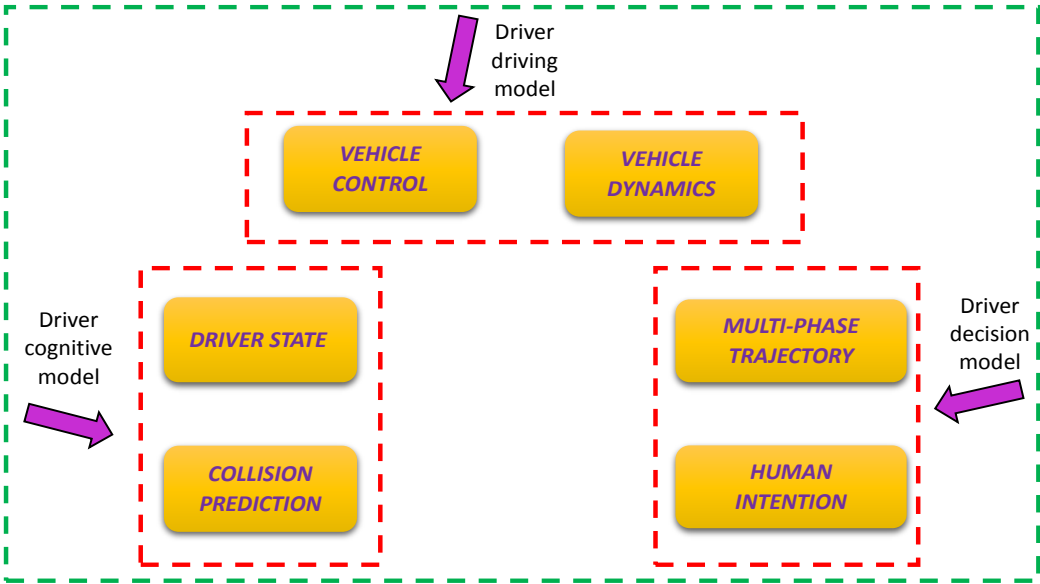 Driver
driving
model
VEHICLE
CONTROL
VEHICLE
DYNAMICS
Driver
cognitive
model
DRIVER STATE
COLLISION
PREDICTION
MULTI-PHASE
TRAJECTORY
HUMAN
INTENTION
Driver
decision
model